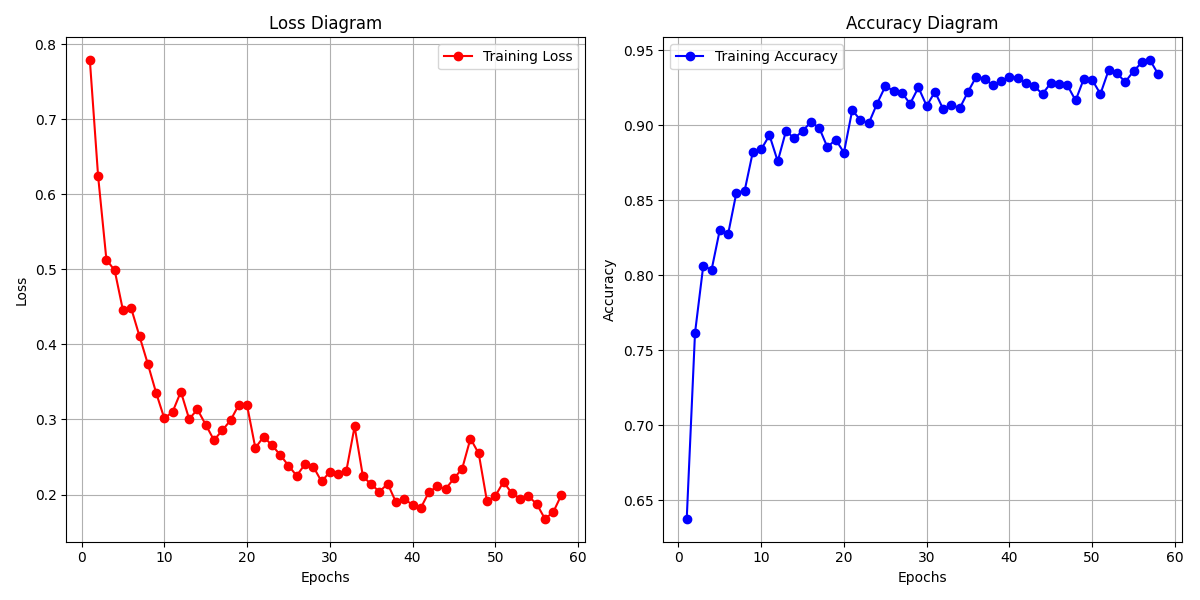 Loss Diagram
Training Loss
0.8
0.7
0.6
0.5
0.4
0.3
0.2
Loss
0 10 20 30 40 50 60
Epochs
Accuracy Diagram
Training Accuracy
0.95
0.90
0.85
0.80
0.75
0.70
0.65
Accuracy
0 10 20 30 40 50 60
Epochs